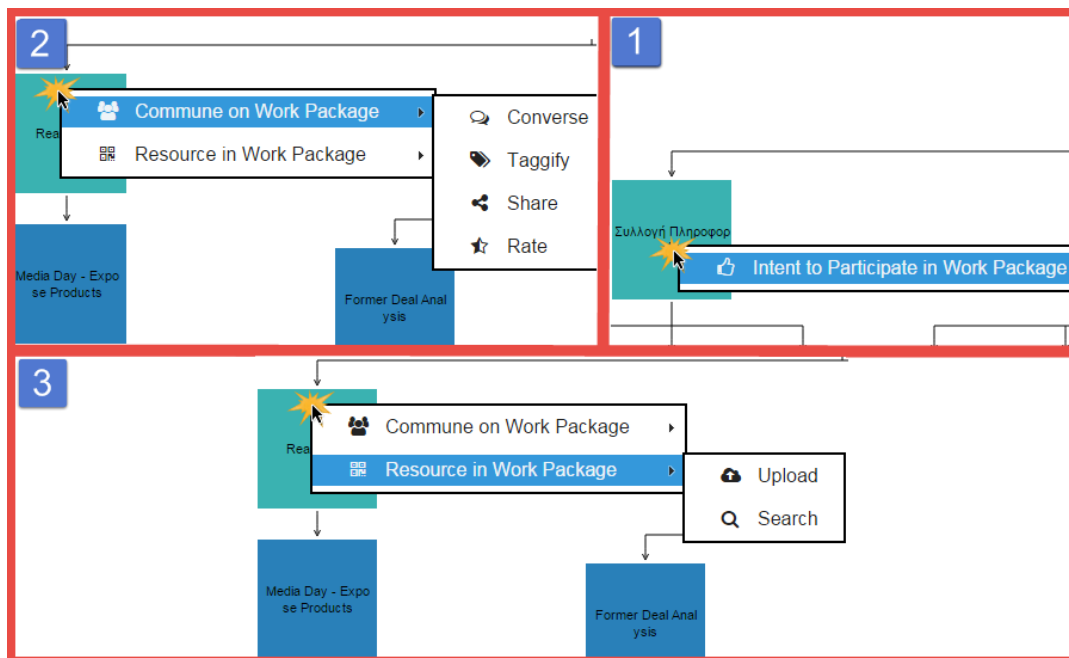 2
Commune on Work Package
Rea
Resource in Work Package
Converse
Taggify
Share
Rate
Media Day - Expo
se Products
Former Deal Anal
ysis
1
Συλλογή Πληροφορ
Intent to Participate in Work Package
3
Commune on Work Package
Rea
Resource in Work Package
Upload
Search
Media Day - Expo
se Products
Former Deal Anal
ysis